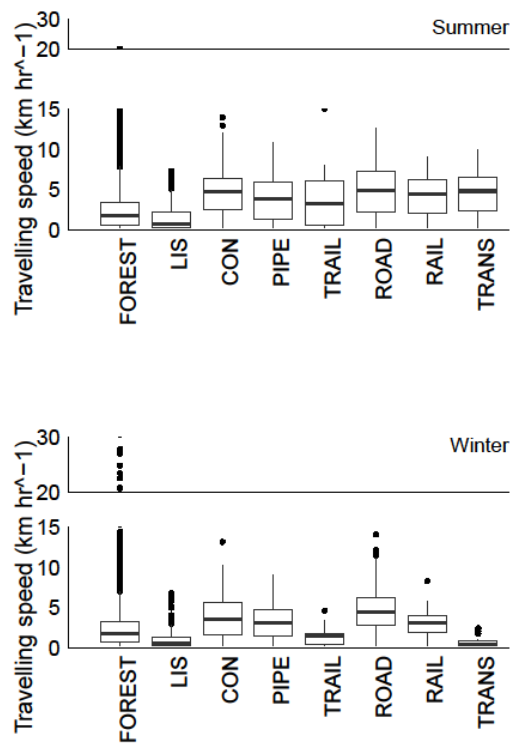 Summer
Travelling speed (km hr^−1)
30
20
15
10
5
0
FOREST
LIS
CON
PIPE
TRAIL
ROAD
RAIL
TRANS
Winter
Travelling speed (km hr^−1)
30
20
15
10
5
0
FOREST
LIS
CON
PIPE
TRAIL
ROAD
RAIL
TRANS